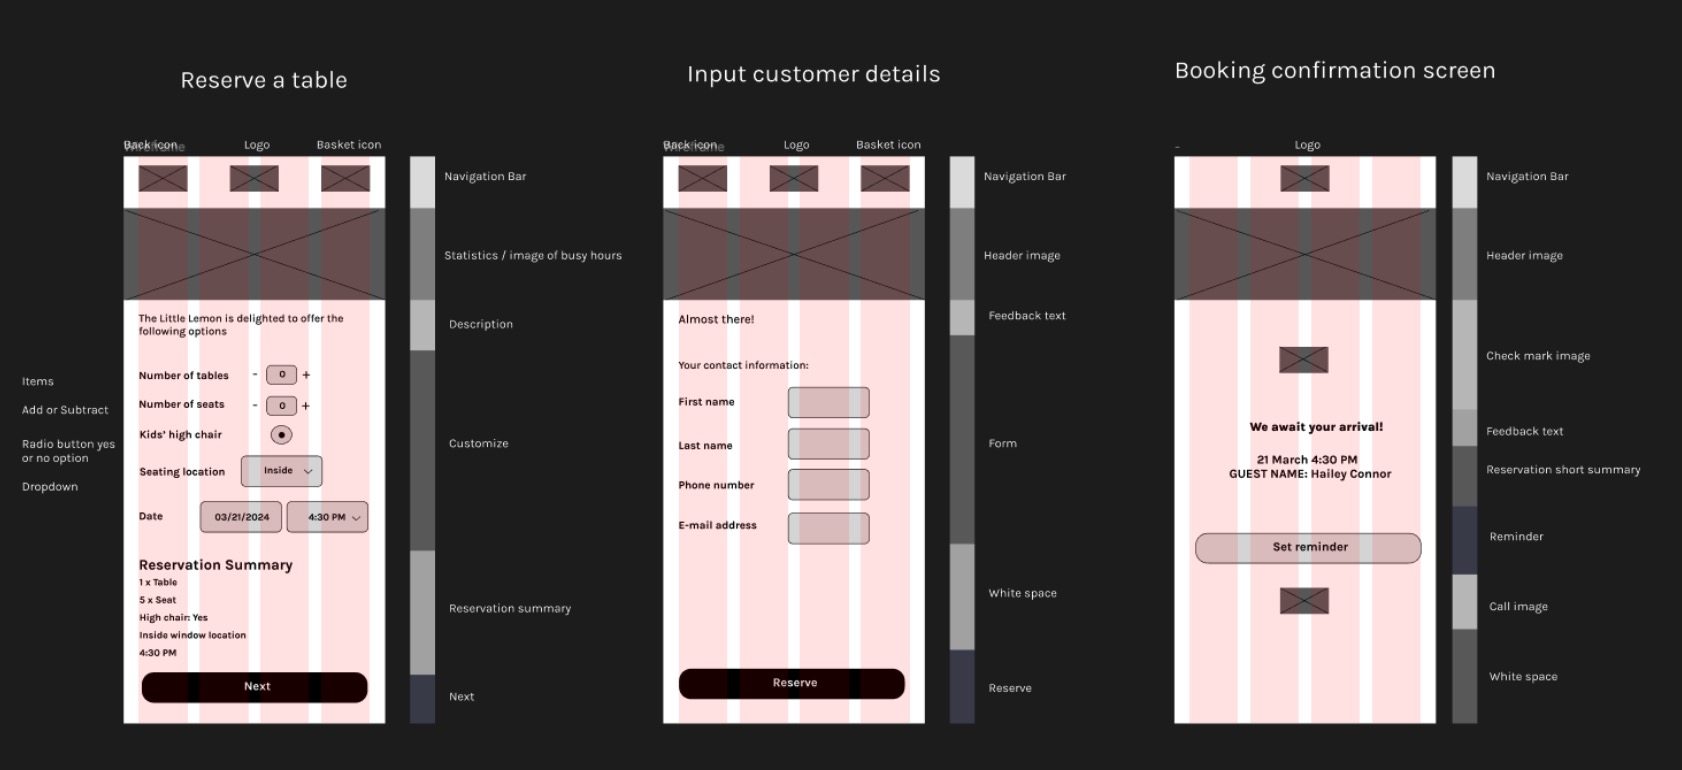 Reserve a table
Back icon
Wireframe
Logo
Basket icon
Navigation Bar
Statistics / image of busy hours
The Little Lemon is delighted to offer the
following options
Description
Items
Number of tables
-
0
+
Add or Subtract
Number of seats
-
0
+
Radio button yes
or no option
Kids' high chair
Customize
Dropdown
Seating location
Inside
Date
03/21/2024
4:30 PM
Reservation Summary
1 x Table
5 x Seat
High chair: Yes
Inside window location
4:30 PM
Reservation summary
Next
Next
Input customer details
Back icon
Wireframe
Logo
Basket icon
Navigation Bar
Header image
Almost there!
Feedback text
Your contact information:
First name
Last name
Phone number
E-mail address
Form
White space
Reserve
Reserve
Booking confirmation screen
Logo
Navigation Bar
Header image
Check mark image
We await your arrival!
Feedback text
21 March 4:30 PM
GUEST NAME: Hailey Connor
Reservation short summary
Set reminder
Reminder
Call image
White space